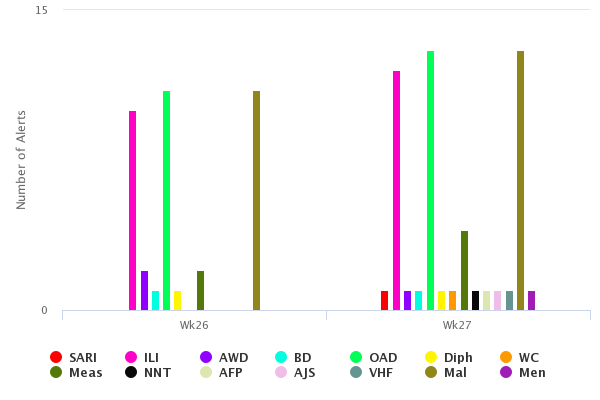 15
Number of Alerts
0
Wk26 Wk27
SARI ILI AWD BD OAD Diph WC
Meas NNT AFP AJS VHF Mal Men